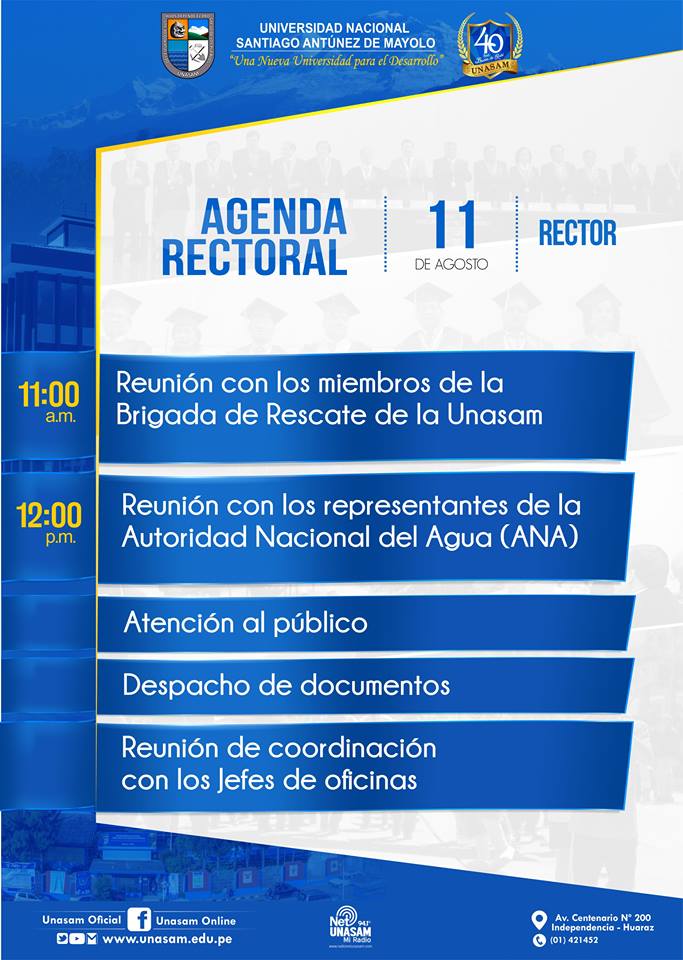 UNIVERSIDAD NACIONAL
SANTIAGO ANTÚNEZ DE MAYOLO
"Una Nueva Universidad para el Desarrollo"
UNASAM
40
UNASAM
AGENDA
RECTORAL
11
DE AGOSTO
RECTOR
11:00
a.m.
Reunión con los miembros de la
Brigada de Rescate de la Unasam
12:00
p.m.
Reunión con los representantes de la
Autoridad Nacional del Agua (ANA)
Atención al público
Despacho de documentos
Reunión de coordinación
con los Jefes de oficinas
Unasam Oficial
Unasam Online
www.unasam.edu.pe
Net 94.1
UNASAM
Mi Radio
Av. Centenario N° 200
Independencia - Huaraz
(01) 421452